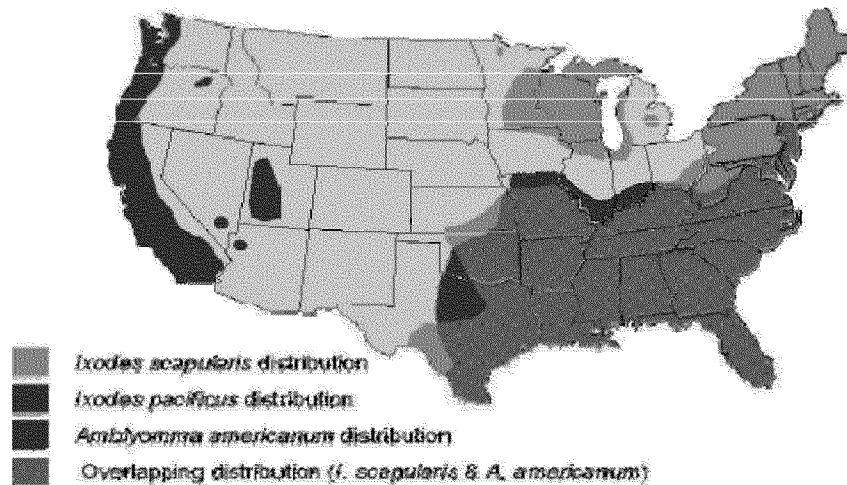 Ixodes scapularis distribution
Ixodes pacificus distribution
Amblyomma americanum distribution
Overlapping distribution (I. scapularis & A. americanum)